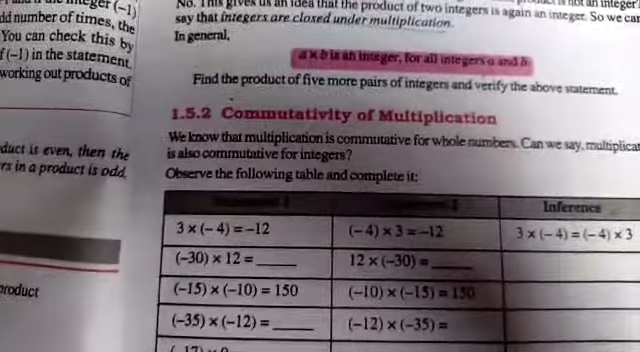 integer (–1)
dd number of times, the
You can check this by
f (–1) in the statement,
working out products of
duct is even, then the
rs in a product is odd,
product
No. This gives us an idea that the product of two integers is again an integer. So we can
say that integers are closed under multiplication.
In general,
a × b is an integer, for all integers a and b.
Find the product of five more pairs of integers and verify the above statement.
1.5.2 Commutativity of Multiplication
We know that multiplication is commutative for whole numbers. Can we say, multiplicat
is also commutative for integers?
Observe the following table and complete it:
Inference
3 × (– 4) = –12 (– 4) × 3 = –12 3 × (– 4) = (– 4) × 3
(–30) × 12 = ____ 12 × (–30) = ____
(–15) × (–10) = 150 (–10) × (–15) = 150
(–35) × (–12) = ____ (–12) × (–35) =